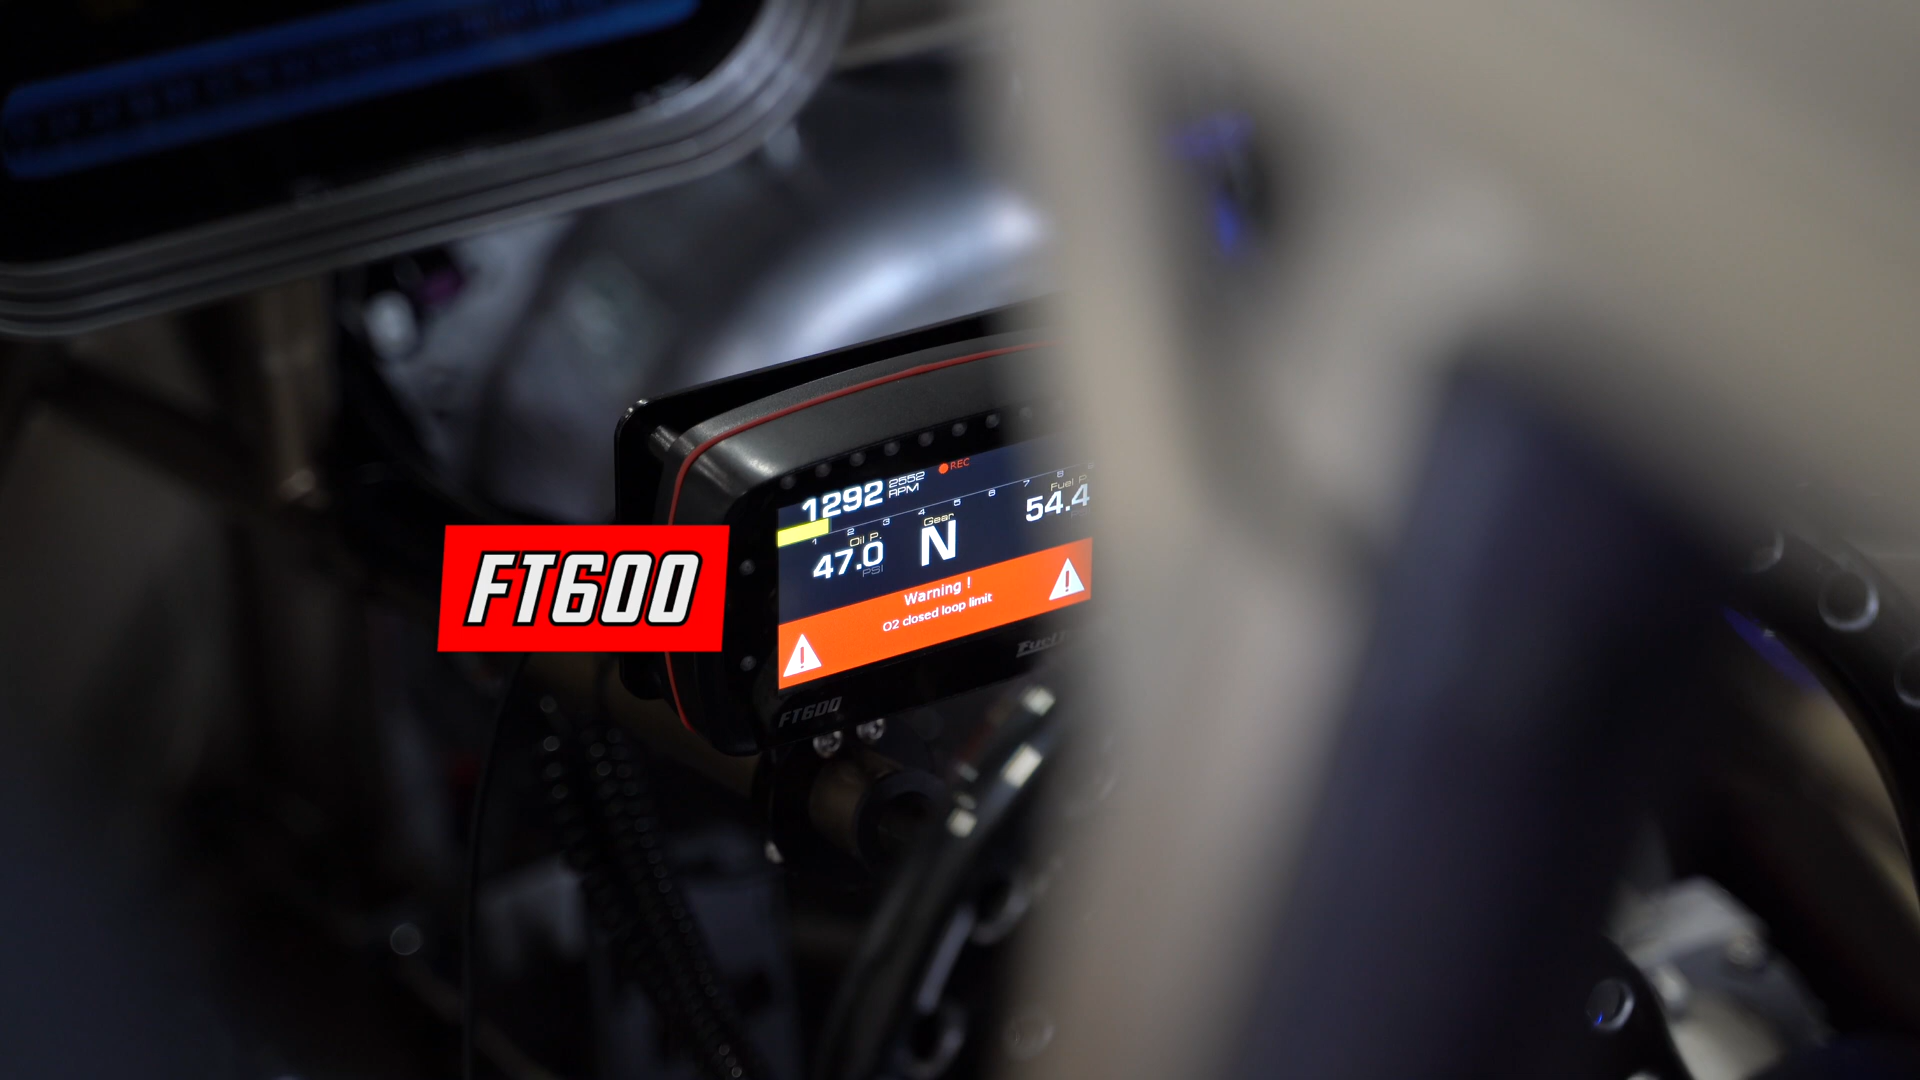 1292 2552 RPM REC
1 2 3 4 5 6 7 8
Oil P. Gear Fuel P.
47.0 PSI N 54.4
Warning !
O2 closed loop limit
FT600
FT600